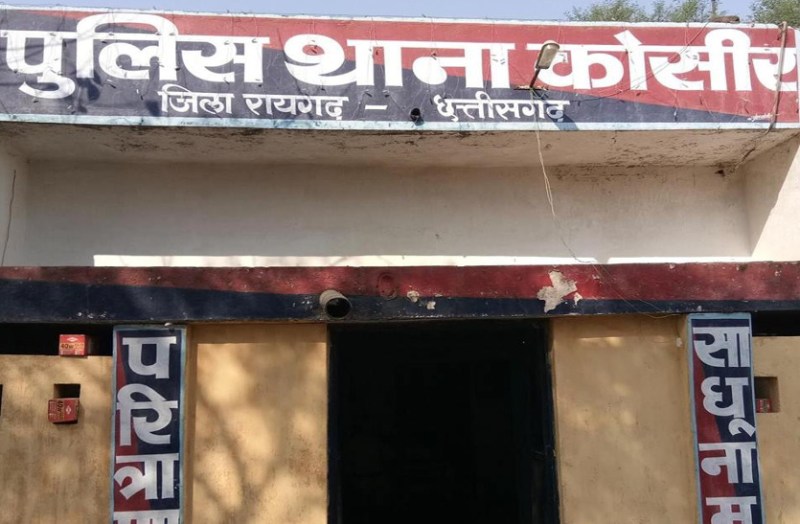 पुलिस थाना कोसीर
जिला रायगढ़ - छत्तीसगढ़
परित्राण
साधूनाम